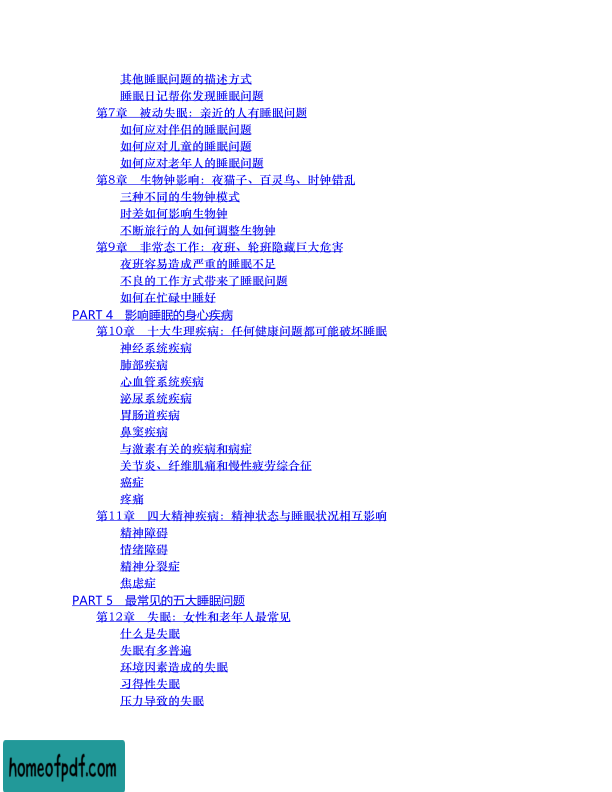 其他睡眠问题的描述方式
睡眠日记帮你发现睡眠问题
第7章　被动失眠：亲近的人有睡眠问题
如何应对伴侣的睡眠问题
如何应对儿童的睡眠问题
如何应对老年人的睡眠问题
第8章　生物钟影响：夜猫子、百灵鸟、时钟错乱
三种不同的生物钟模式
时差如何影响生物钟
不断旅行的人如何调整生物钟
第9章　非常态工作：夜班、轮班隐藏巨大危害
夜班容易造成严重的睡眠不足
不良的工作方式带来了睡眠问题
如何在忙碌中睡好
PART 4　影响睡眠的身心疾病
第10章　十大生理疾病：任何健康问题都可能破坏睡眠
神经系统疾病
肺部疾病
心血管系统疾病
泌尿系统疾病
胃肠道疾病
鼻窦疾病
与激素有关的疾病和病症
关节炎、纤维肌痛和慢性疲劳综合征
癌症
疼痛
第11章　四大精神疾病：精神状态与睡眠状况相互影响
精神障碍
情绪障碍
精神分裂症
焦虑症
PART 5　最常见的五大睡眠问题
第12章　失眠：女性和老年人最常见
什么是失眠
失眠有多普遍
环境因素造成的失眠
习得性失眠
压力导致的失眠
homeofpdf.com